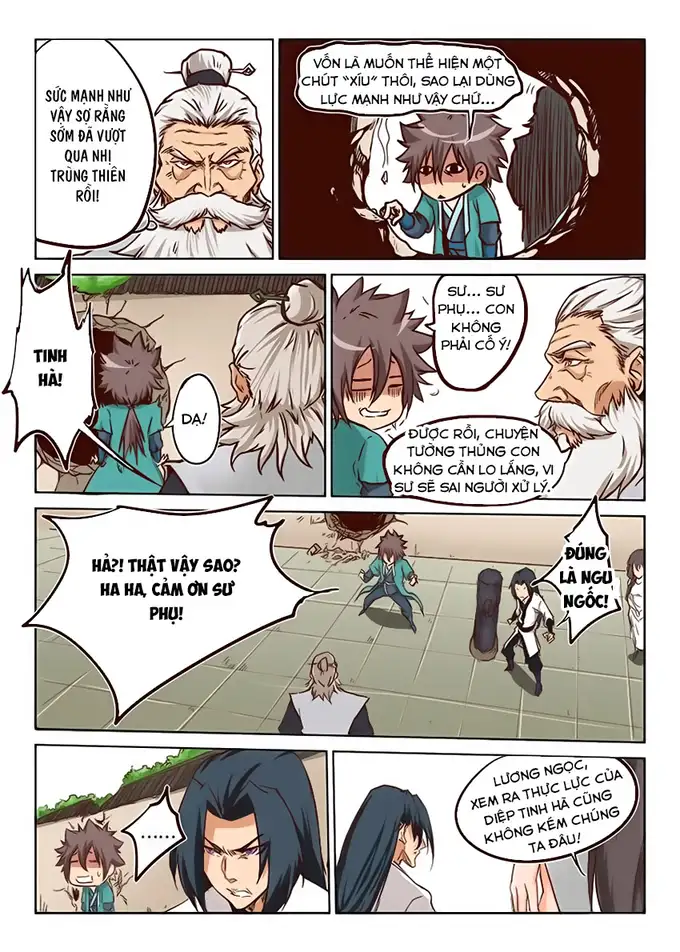 SỨC MẠNH NHƯ
VẬY SỢ RẰNG
SỚM ĐÃ VƯỢT
QUA NHỊ
TRÙNG THIÊN
RỒI!
VỐN LÀ MUỐN THỂ HIỆN MỘT
CHÚT “XÍU” THÔI, SAO LẠI DÙNG
LỰC MẠNH NHƯ VẬY CHỨ...
TINH
HÀ!
DẠ!
SƯ... SƯ
PHỤ... CON
KHÔNG
PHẢI CỐ Ý!
ĐƯỢC RỒI, CHUYỆN
TƯỜNG THỦNG CON
KHÔNG CẦN LO LẮNG, VI
SƯ SẼ SAI NGƯỜI XỬ LÝ.
HẢ?! THẬT VẬY SAO?
HA HA, CẢM ƠN SƯ
PHỤ!
ĐÚNG
LÀ NGU
NGỐC!
......
LƯƠNG NGỌC,
XEM RA THỰC LỰC CỦA
DIỆP TINH HÀ CŨNG
KHÔNG KÉM CHÚNG
TA ĐÂU!